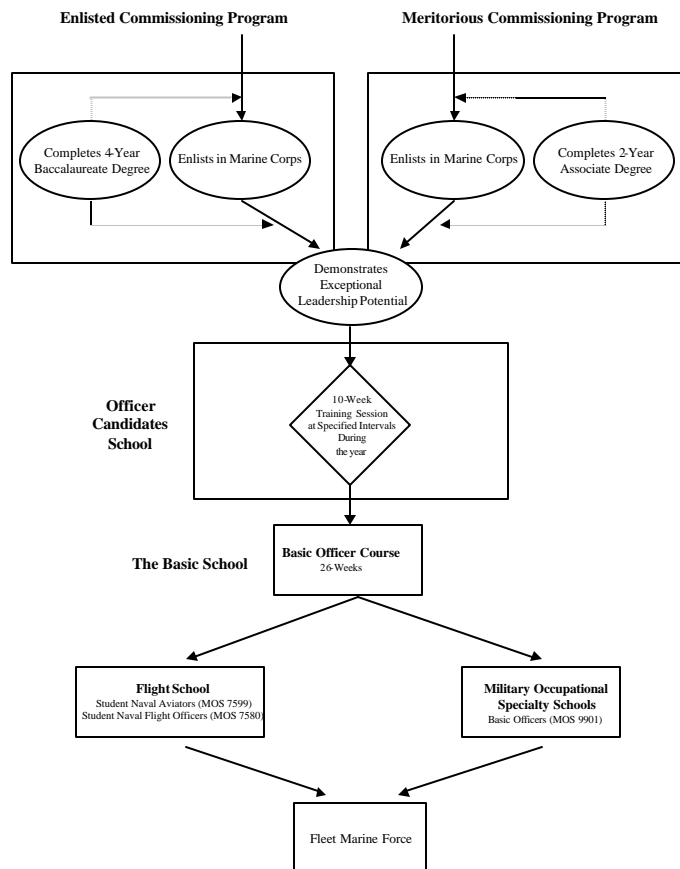 Enlisted Commissioning Program
Meritorious Commissioning Program
Completes 4-Year
Baccalaureate Degree
Enlists in Marine Corps
Enlists in Marine Corps
Completes 2-Year
Associate Degree
Demonstrates
Exceptional
Leadership Potential
Officer
Candidates
School
10-Week
Training Session
at Specified Intervals
During
the year
The Basic School
Basic Officer Course
26-Weeks
Flight School
Student Naval Aviators (MOS 7599)
Student Naval Flight Officers (MOS 7580)
Military Occupational
Specialty Schools
Basic Officers (MOS 9901)
Fleet Marine Force